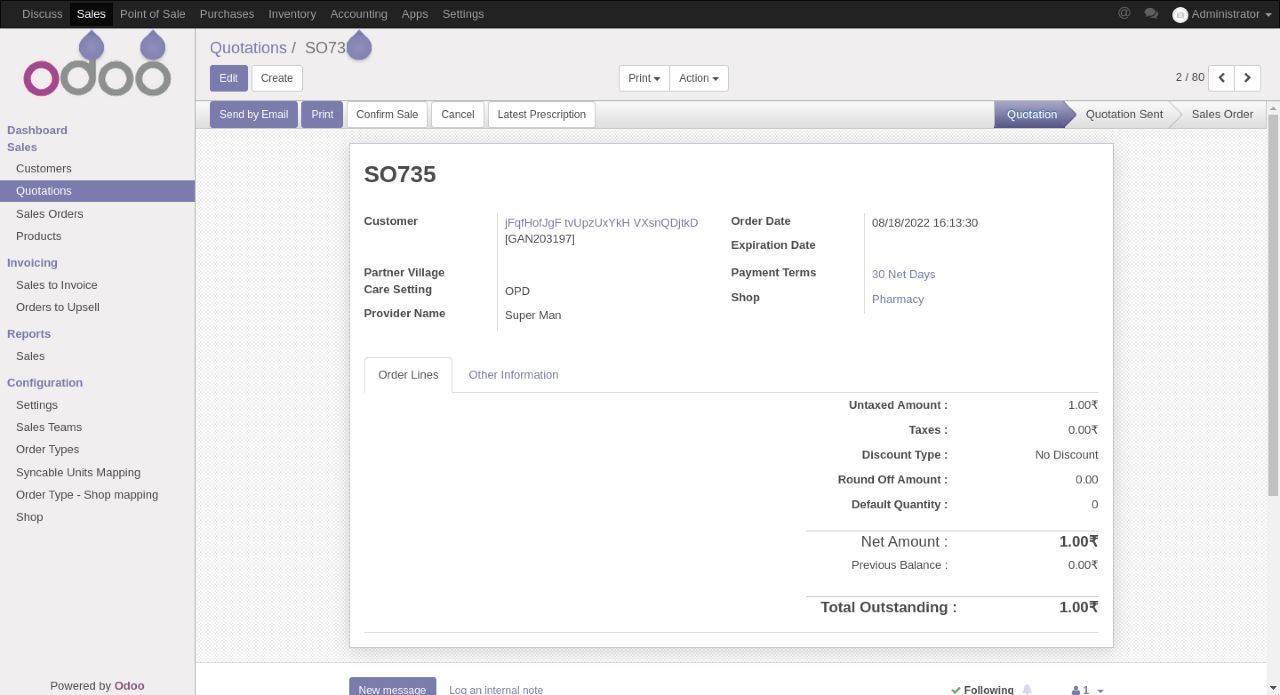 Discuss Sales Point of Sale Purchases Inventory Accounting Apps Settings @ Administrator
odoo
Quotations / SO73
Edit Create Print Action 2 / 80
Send by Email Print Confirm Sale Cancel Latest Prescription Quotation Quotation Sent Sales Order
Dashboard
Sales
Customers
Quotations
Sales Orders
Products
Invoicing
Sales to Invoice
Orders to Upsell
Reports
Sales
Configuration
Settings
Sales Teams
Order Types
Syncable Units Mapping
Order Type - Shop mapping
Shop
Powered by Odoo
SO735
Customer jFqfHofJgF tvUpzUxYkH VXsnQDjtkD
[GAN203197]
Partner Village
Care Setting OPD
Provider Name Super Man
Order Date 08/18/2022 16:13:30
Expiration Date
Payment Terms 30 Net Days
Shop Pharmacy
Order Lines Other Information
Untaxed Amount : 1.00₹
Taxes : 0.00₹
Discount Type : No Discount
Round Off Amount : 0.00
Default Quantity : 0
Net Amount : 1.00₹
Previous Balance : 0.00₹
Total Outstanding : 1.00₹
New message Log an internal note Following 1